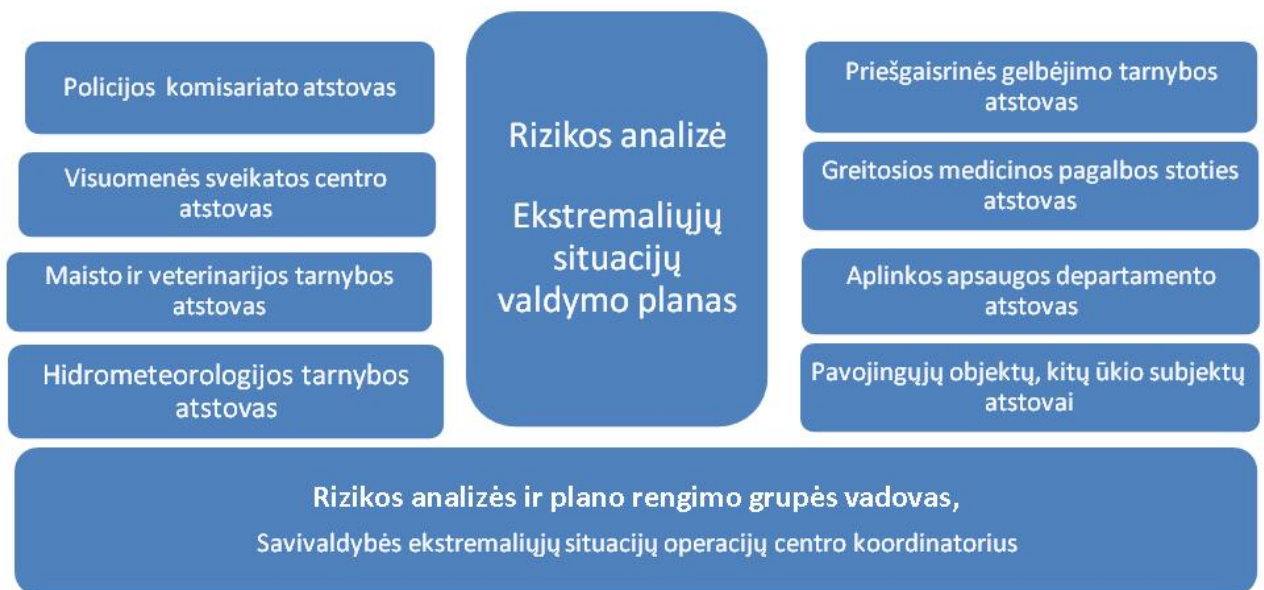 Policijos komisariato atstovas
Visuomenės sveikatos centro
atstovas
Maisto ir veterinarijos tarnybos
atstovas
Hidrometeorologijos tarnybos
atstovas
Rizikos analizė
Ekstremaliųjų
situacijų
valdymo planas
Priešgaisrinės gelbėjimo tarnybos
atstovas
Greitosios medicinos pagalbos stoties
atstovas
Aplinkos apsaugos departamento
atstovas
Pavojingųjų objektų, kitų ūkio subjektų
atstovai
Rizikos analizės ir plano rengimo grupės vadovas,
Savivaldybės ekstremaliųjų situacijų operacijų centro koordinatorius